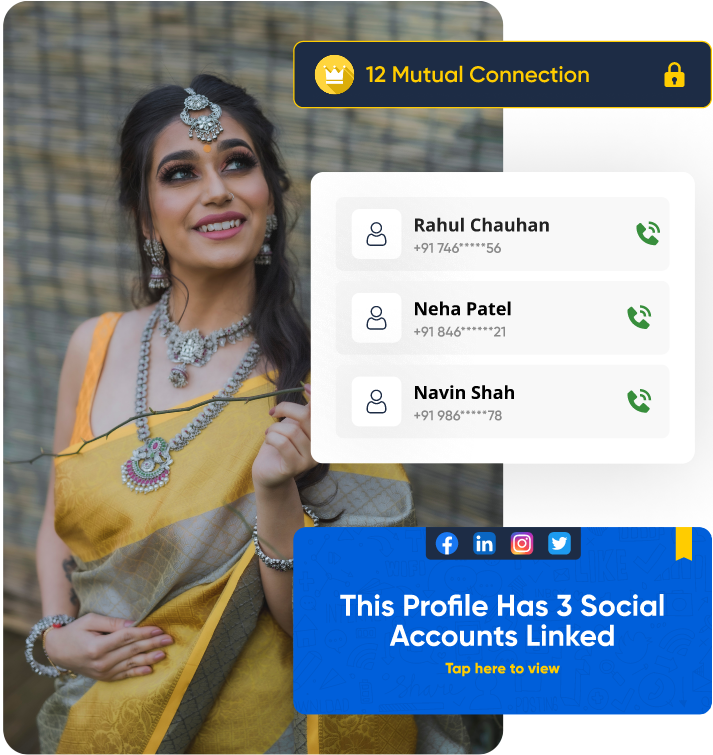 12 Mutual Connection
Rahul Chauhan
+91 746*****56
Neha Patel
+91 846******21
Navin Shah
+91 986*****78
This Profile Has 3 Social
Accounts Linked
Tap here to view